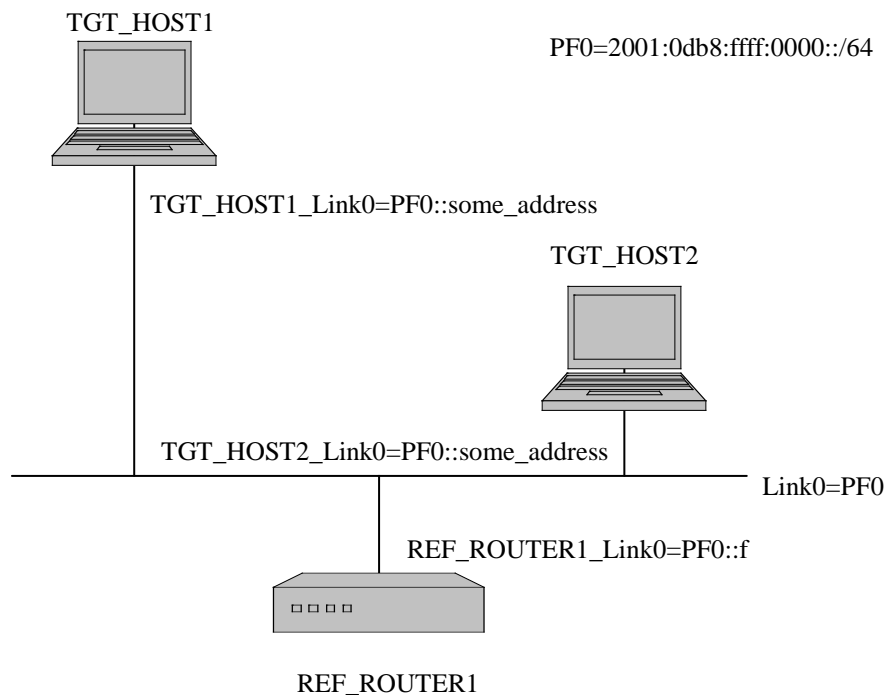 TGT_HOST1
PF0=2001:0db8:ffff:0000::/64
TGT_HOST1_Link0=PF0::some_address
TGT_HOST2
TGT_HOST2_Link0=PF0::some_address
Link0=PF0
REF_ROUTER1_Link0=PF0::f
REF_ROUTER1